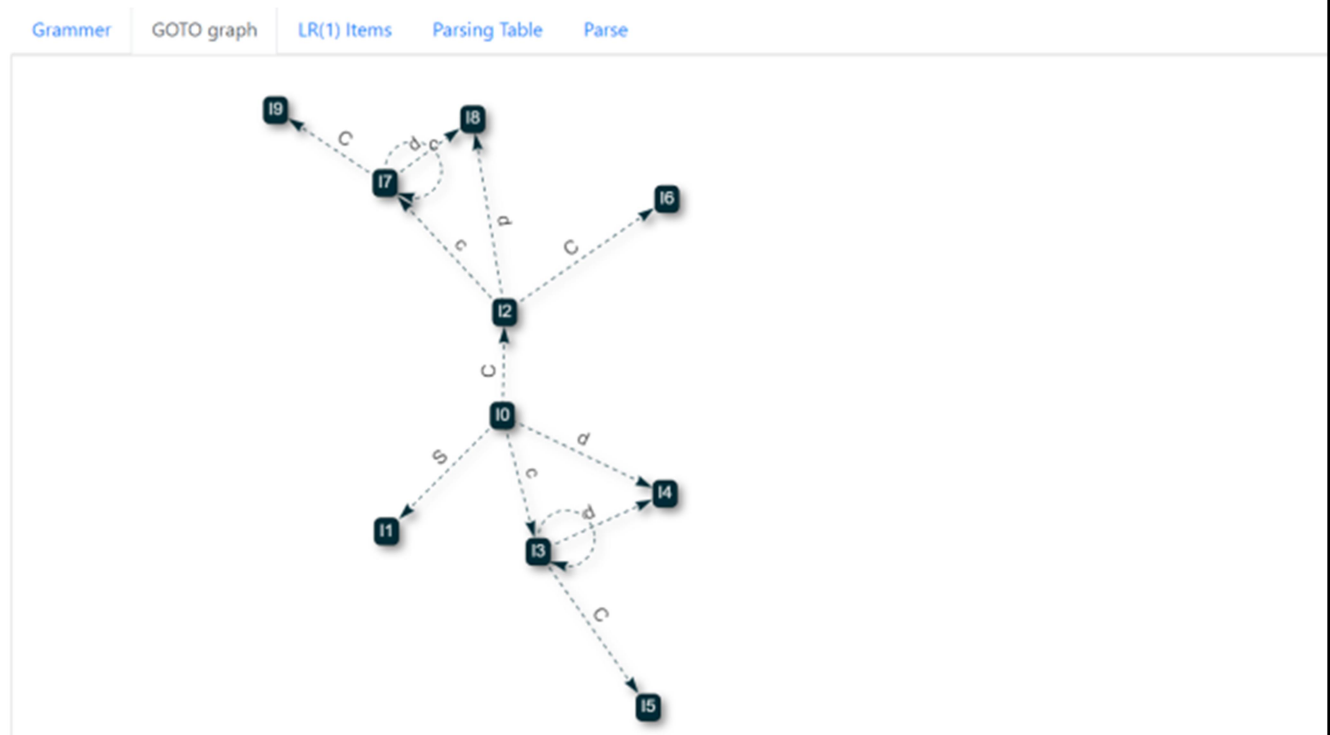 Grammer GOTO graph LR(1) Items Parsing Table Parse
I9
I8
C
d c
I7
I6
d
c
C
I2
C
I0
d
S
c
I4
d
I1
I3
C
I5